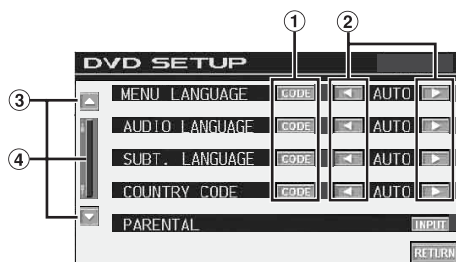 ① ②
DVD SETUP
③ MENU LANGUAGE CODE ◀ AUTO ▶
AUDIO LANGUAGE CODE ◀ AUTO ▶
④ SUBT. LANGUAGE CODE ◀ AUTO ▶
COUNTRY CODE CODE ◀ AUTO ▶
PARENTAL INPUT
RETURN